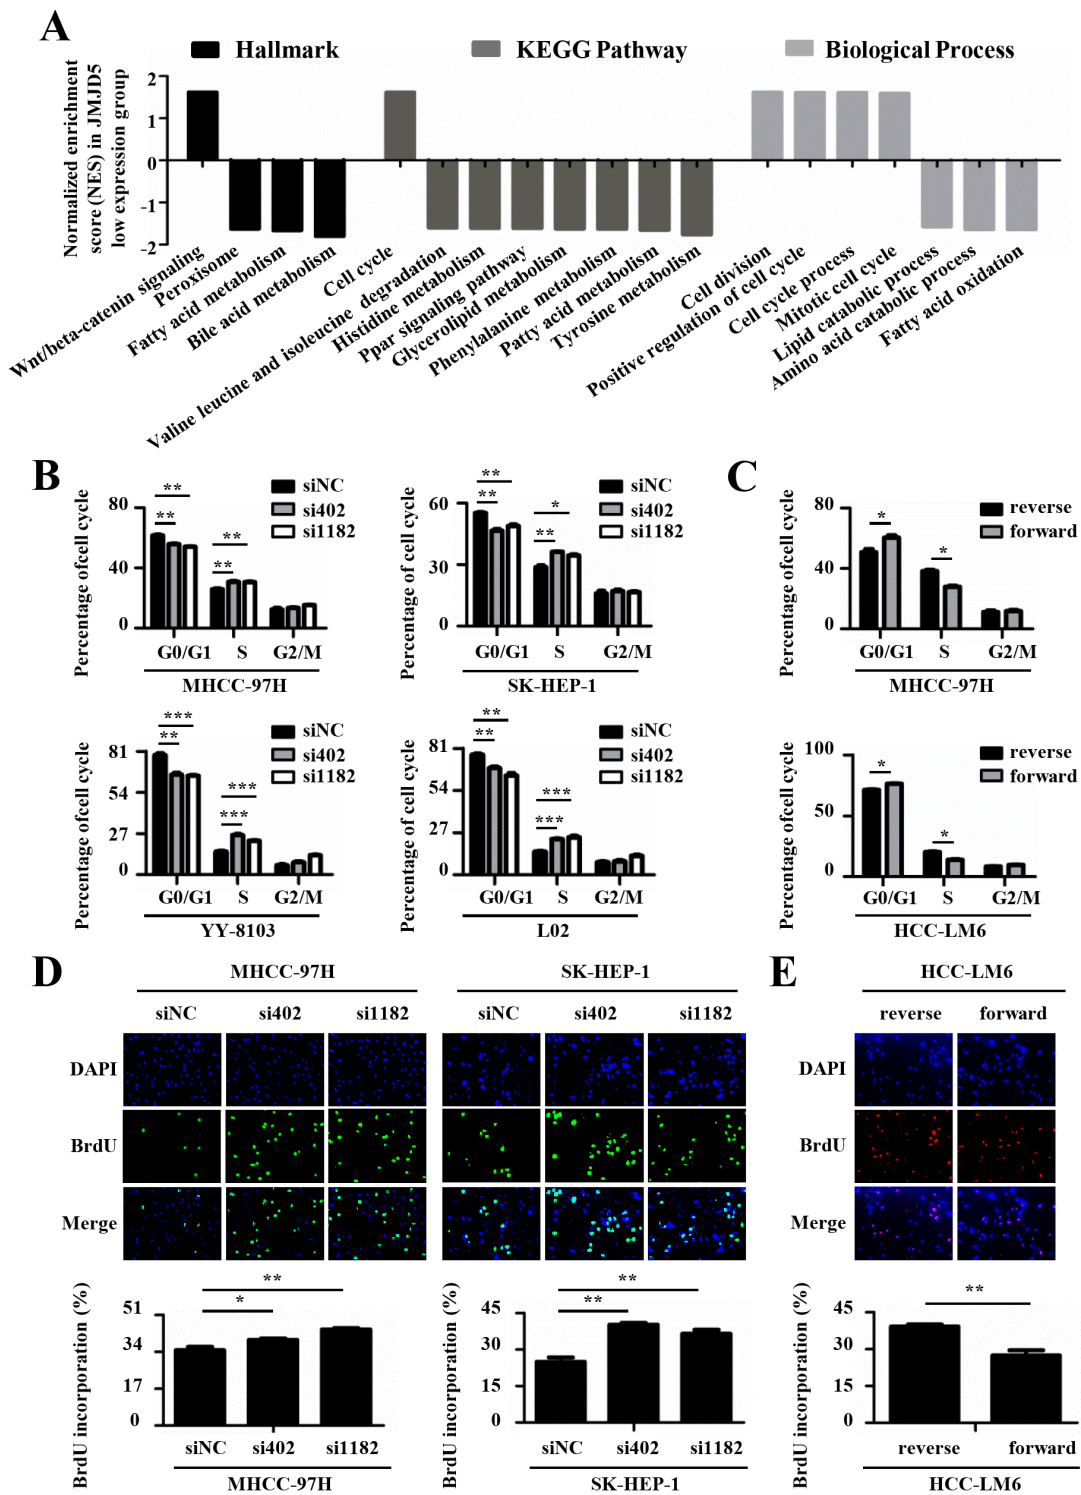 A
Hallmark
KEGG Pathway
Biological Process
Normalized enrichment
score (NES) in JMJD5
low expression group
2
1
0
-1
-2
Wnt/beta-catenin signaling
Peroxisome
Fatty acid metabolism
Bile acid metabolism
Cell cycle
Valine leucine and isoleucine degradation
Histidine metabolism
Ppar signaling pathway
Glycerolipid metabolism
Phenylanine metabolism
Patty acid metabolism
Tyrosine metabolism
Cell division
Positive regulation of cell cycle
Cell cycle process
Mitotic cell cycle
Lipid catabolic process
Amino acid catabolic process
Fatty acid oxidation
B
Percentage ofcell cycle
80
40
0
** ** ** **
siNC
si402
si1182
G0/G1 S G2/M
MHCC-97H
Percentage of cell cycle
60
30
0
** ** ** *
siNC
si402
si1182
G0/G1 S G2/M
SK-HEP-1
C
Percentage ofcell cycle
80
40
0
* *
reverse
forward
G0/G1 S G2/M
MHCC-97H
Percentage ofcell cycle
81
54
27
0
*** ** *** ***
siNC
si402
si1182
G0/G1 S G2/M
YY-8103
Percentage of cell cycle
81
54
27
0
** ** *** ***
siNC
si402
si1182
G0/G1 S G2/M
L02
Percentage ofcell cycle
100
50
0
* *
reverse
forward
G0/G1 S G2/M
HCC-LM6
D
MHCC-97H
siNC si402 si1182
SK-HEP-1
siNC si402 si1182
DAPI
BrdU
Merge
E
HCC-LM6
reverse forward
DAPI
BrdU
Merge
BrdU incorporation (%)
51
34
17
0
**
*
siNC si402 si1182
MHCC-97H
BrdU incorporation (%)
45
30
15
0
**
**
siNC si402 si1182
SK-HEP-1
BrdU incorporation (%)
45
30
15
0
**
reverse forward
HCC-LM6